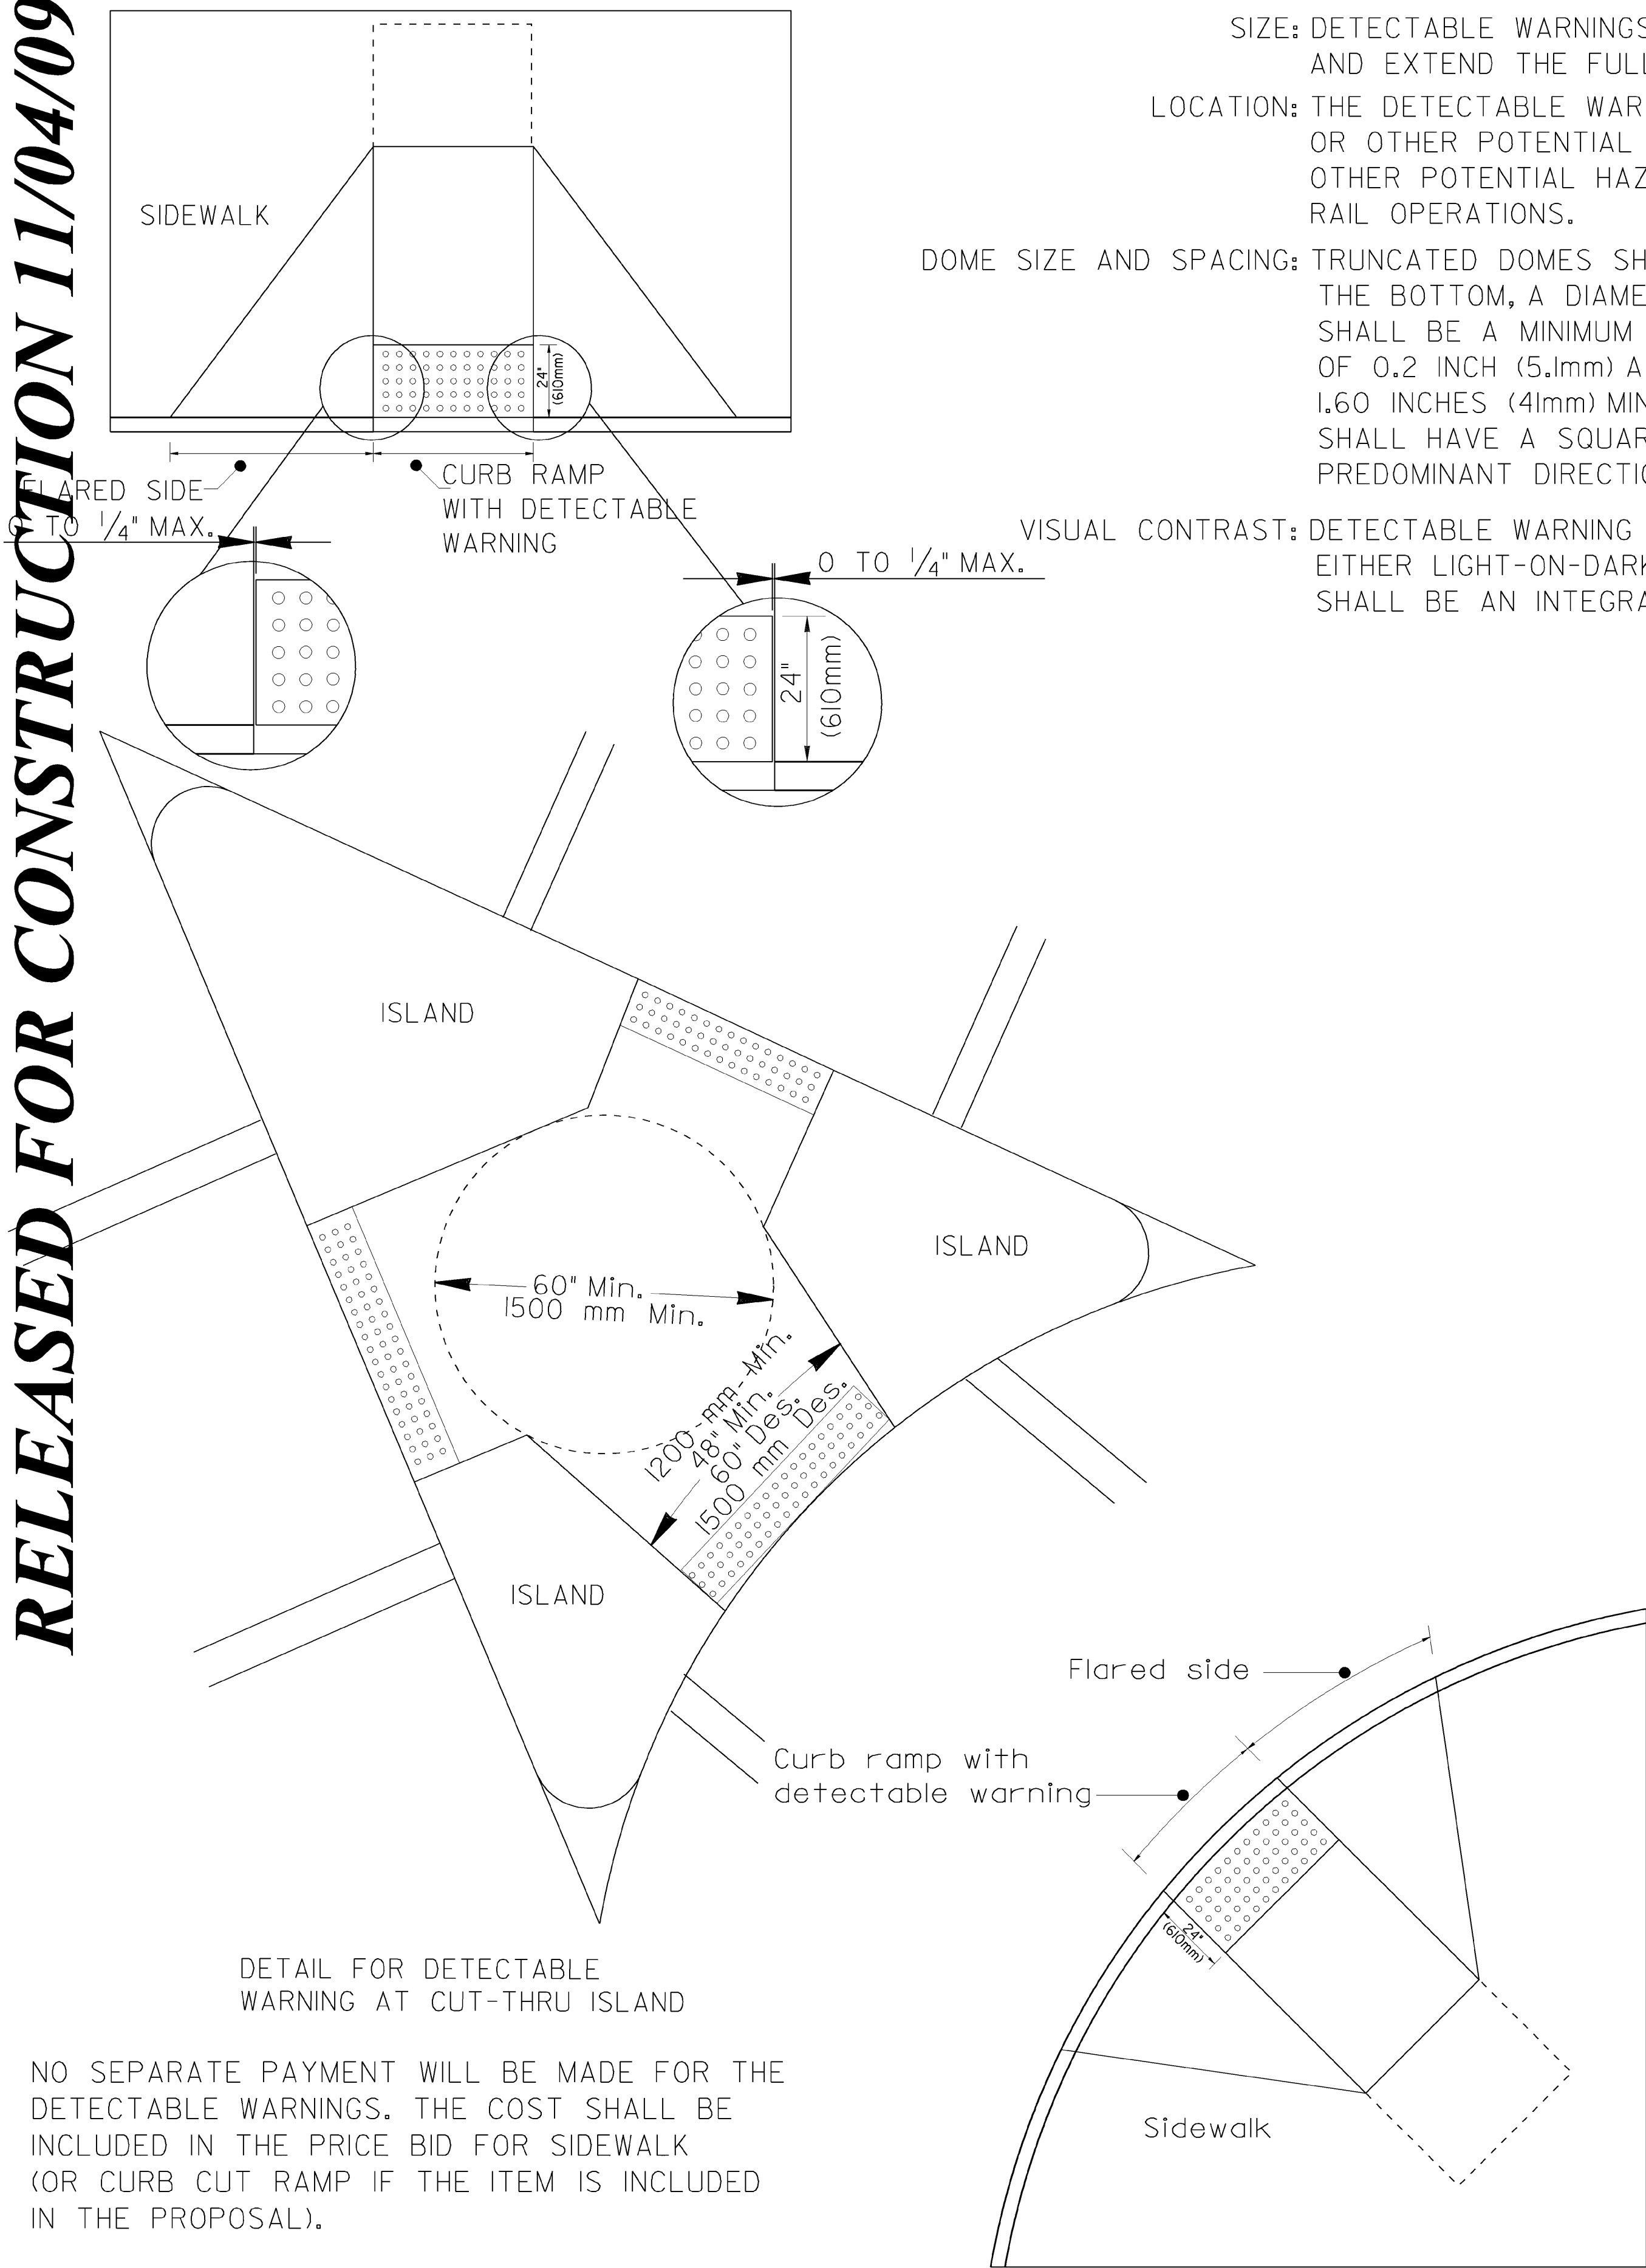 RELEASED FOR CONSTRUCTION 11/04/09
SIDEWALK
24"
(610mm)
FLARED SIDE
CURB RAMP
WITH DETECTABLE
WARNING
0 TO 1/4" MAX.
0 TO 1/4" MAX.
24"
(610mm)
SIZE: DETECTABLE WARNINGS
AND EXTEND THE FULL
LOCATION: THE DETECTABLE WAR
OR OTHER POTENTIAL
OTHER POTENTIAL HAZ
RAIL OPERATIONS.
DOME SIZE AND SPACING: TRUNCATED DOMES SH
THE BOTTOM, A DIAME
SHALL BE A MINIMUM
OF 0.2 INCH (5.1mm) A
1.60 INCHES (41mm) MIN
SHALL HAVE A SQUAR
PREDOMINANT DIRECTIO
VISUAL CONTRAST: DETECTABLE WARNING
EITHER LIGHT-ON-DARK
SHALL BE AN INTEGRA
ISLAND
ISLAND
60" Min.
1500 mm Min.
1200 mm Min.
48" Min.
60" Des.
1500 mm Des.
ISLAND
Flared side
Curb ramp with
detectable warning
24"
(610mm)
Sidewalk
DETAIL FOR DETECTABLE
WARNING AT CUT-THRU ISLAND
NO SEPARATE PAYMENT WILL BE MADE FOR THE
DETECTABLE WARNINGS. THE COST SHALL BE
INCLUDED IN THE PRICE BID FOR SIDEWALK
(OR CURB CUT RAMP IF THE ITEM IS INCLUDED
IN THE PROPOSAL).